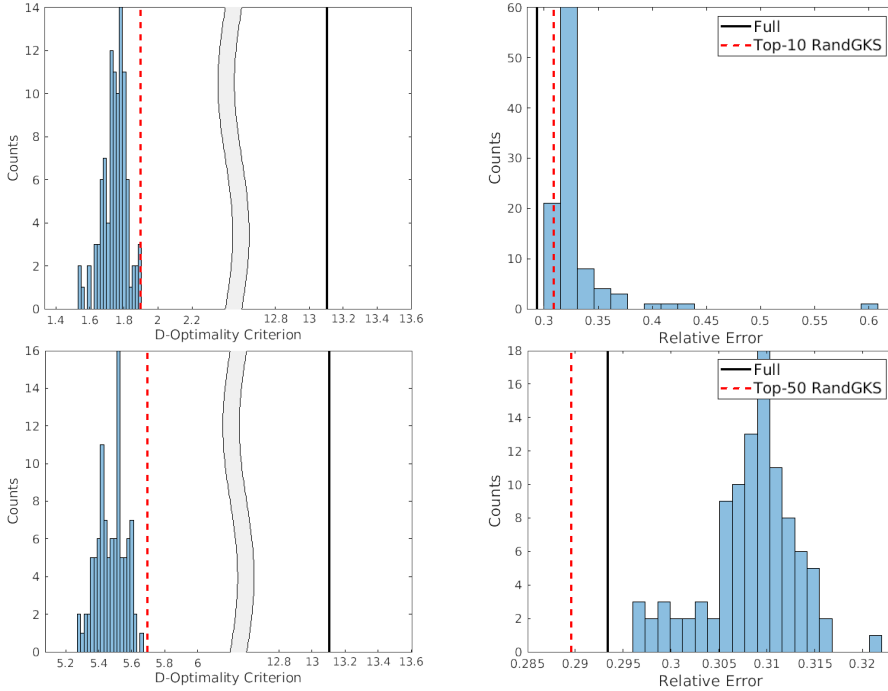 14
12
10
8
6
4
2
0
Counts
1.4 1.6 1.8 2 2.2 12.6 13 13.2 13.4 13.6
D-Optimality Criterion
60
50
40
30
20
10
0
Counts
Full
Top-10 RandGKS
0.3 0.35 0.4 0.45 0.5 0.55 0.6
Relative Error
16
14
12
10
8
6
4
2
0
Counts
5.2 5.4 5.6 6 12.8 13 13.2 13.4 13.6
D-Optimality Criterion
18
16
14
12
10
8
6
4
2
0
Counts
Full
Top-50 RandGKS
0.285 0.29 0.295 0.3 0.305 0.31 0.315 0.32
Relative Error